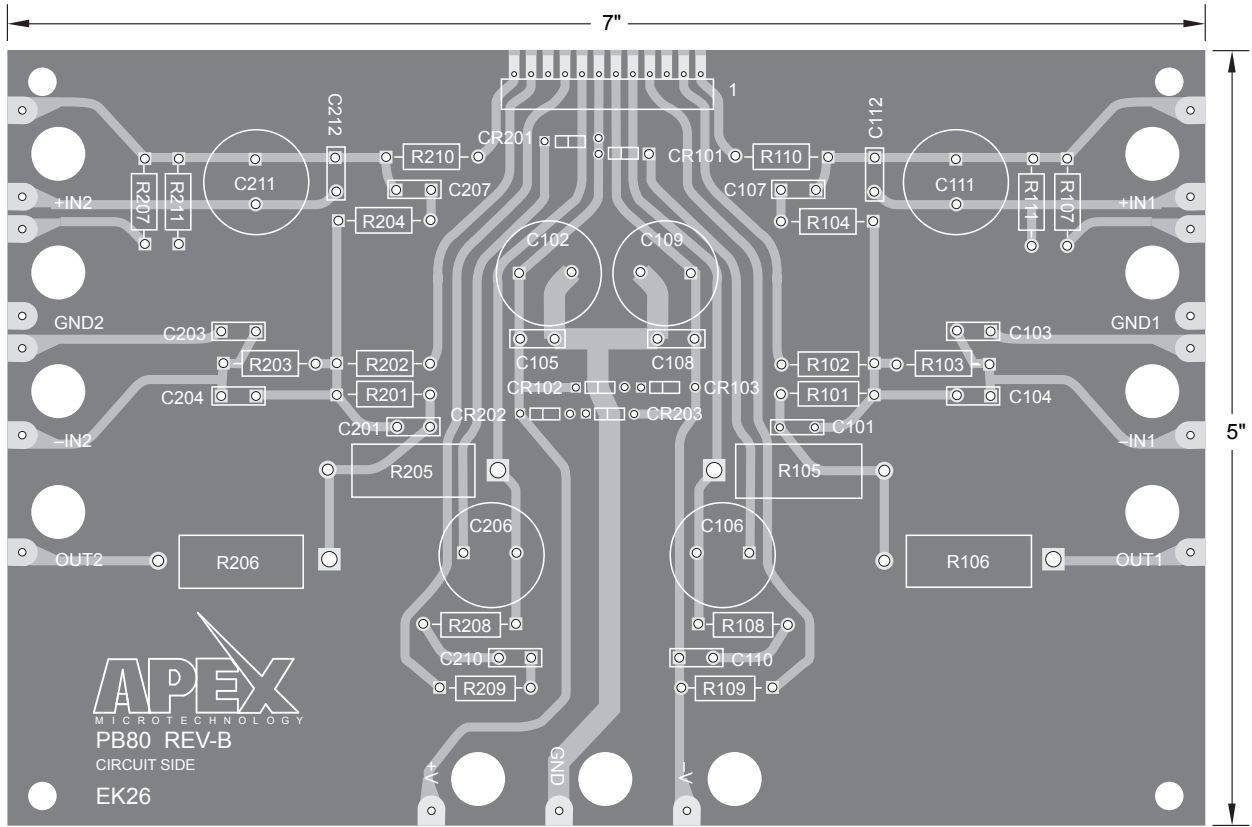 7"
1
C212
C112
CR201
R210
CR101
R110
C211
C207
C107
C111
R207
R211
R111
R107
+IN2
+IN1
R204
R104
C102
C109
GND2
GND1
C203
C103
C105
C108
R203
R202
R102
R103
CR102
CR103
C204
R201
R101
C104
CR202
CR203
C201
C101
–IN2
–IN1
5"
R205
R105
C206
C106
OUT2
R206
R106
OUT1
R208
R108
C210
C110
R209
R109
APEX
MICROTECHNOLOGY
PB80 REV-B
CIRCUIT SIDE
EK26
+V
GND
–V